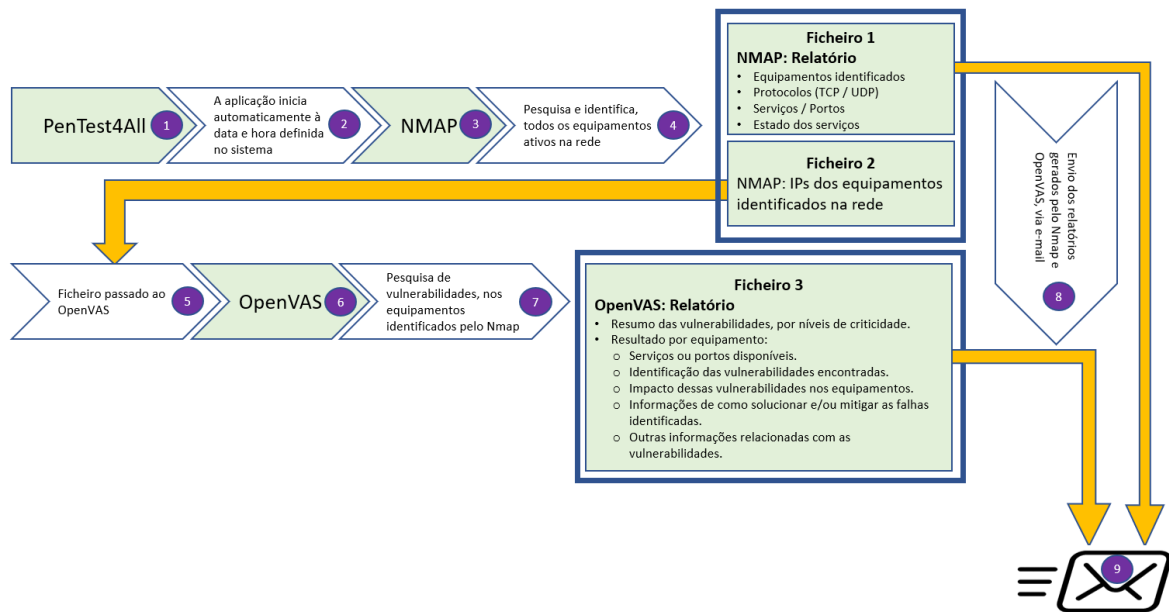 PenTest4All
1
A aplicação inicia
automaticamente à
data e hora definida
no sistema
2
NMAP
3
Pesquisa e identifica,
todos os equipamentos
ativos na rede
4
Ficheiro 1
NMAP: Relatório
• Equipamentos identificados
• Protocolos (TCP / UDP)
• Serviços / Portos
• Estado dos serviços
Ficheiro 2
NMAP: IPs dos equipamentos
identificados na rede
Ficheiro passado ao
OpenVAS
5
OpenVAS
6
Pesquisa de
vulnerabilidades, nos
equipamentos
identificados pelo Nmap
7
Ficheiro 3
OpenVAS: Relatório
• Resumo das vulnerabilidades, por níveis de criticidade.
• Resultado por equipamento:
o Serviços ou portos disponíveis.
o Identificação das vulnerabilidades encontradas.
o Impacto dessas vulnerabilidades nos equipamentos.
o Informações de como solucionar e/ou mitigar as falhas
identificadas.
o Outras informações relacionadas com as
vulnerabilidades.
Envio dos relatórios
gerados pelo Nmap e
OpenVAS, via e-mail
8
9